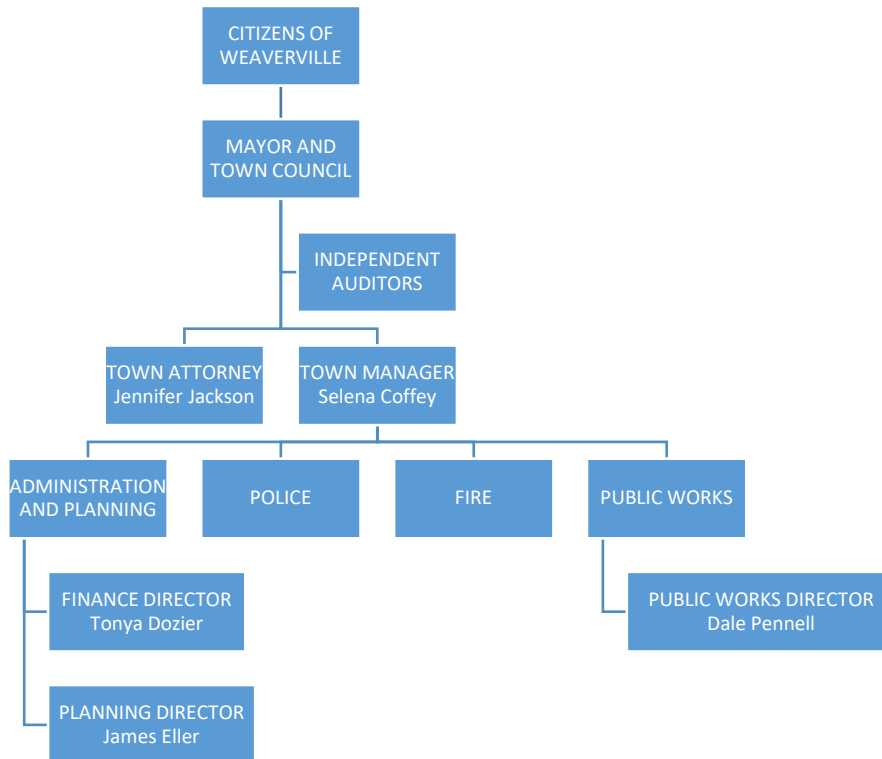 CITIZENS OF
WEAVERVILLE
MAYOR AND
TOWN COUNCIL
INDEPENDENT
AUDITORS
TOWN ATTORNEY
Jennifer Jackson
TOWN MANAGER
Selena Coffey
ADMINISTRATION
AND PLANNING
POLICE
FIRE
PUBLIC WORKS
FINANCE DIRECTOR
Tonya Dozier
PUBLIC WORKS DIRECTOR
Dale Pennell
PLANNING DIRECTOR
James Eller